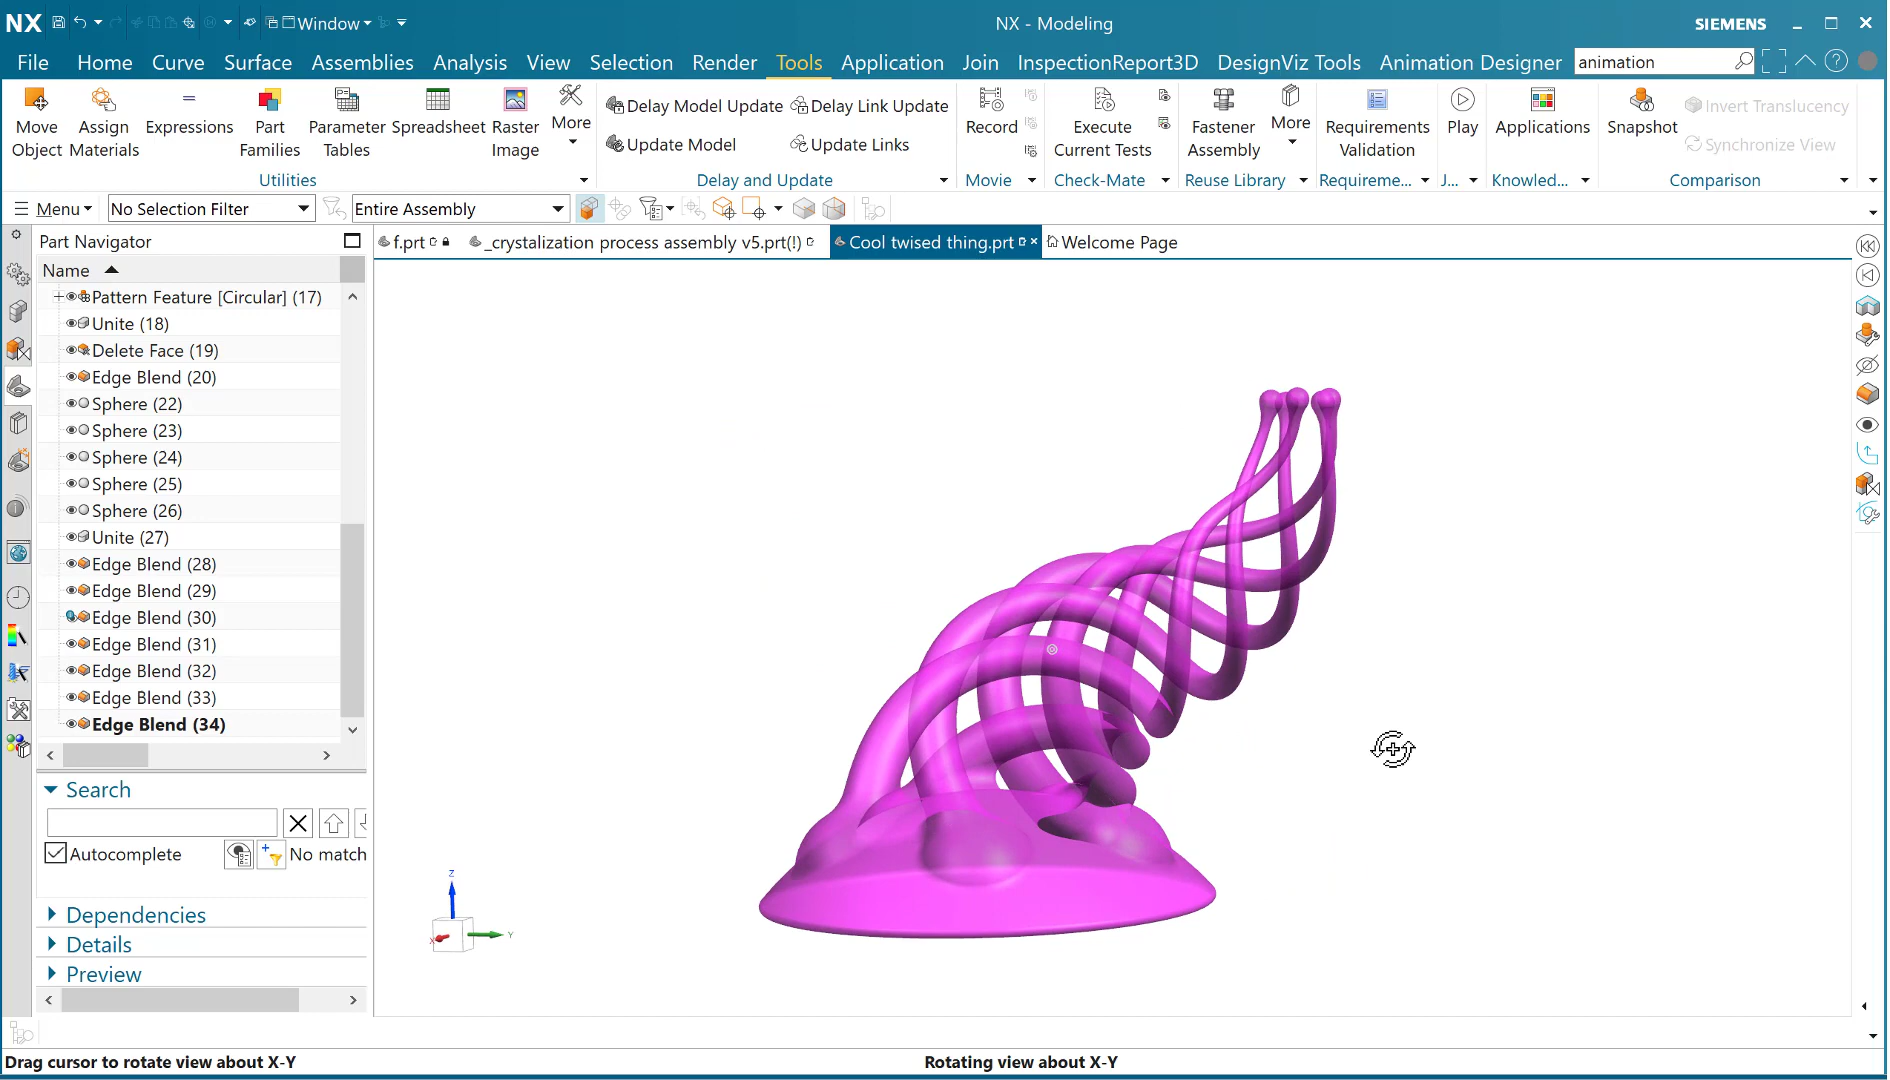 NX
Window
NX - Modeling
SIEMENS
File Home Curve Surface Assemblies Analysis View Selection Render Tools Application Join InspectionReport3D DesignViz Tools Animation Designer animation
Move Object
Assign Materials
Expressions
Part Families
Parameter Tables
Spreadsheet
Raster Image
More
Utilities
Delay Model Update
Delay Link Update
Update Model
Update Links
Delay and Update
Record
Movie
Execute Current Tests
Check-Mate
Fastener Assembly
More
Reuse Library
Requirements Validation
Requireme...
Play
J...
Applications
Knowled...
Snapshot
Invert Translucency
Synchronize View
Comparison
Menu
No Selection Filter
Entire Assembly
Part Navigator
f.prt
_crystalization process assembly v5.prt(!)
Cool twised thing.prt
Welcome Page
Name
Pattern Feature [Circular] (17)
Unite (18)
Delete Face (19)
Edge Blend (20)
Sphere (22)
Sphere (23)
Sphere (24)
Sphere (25)
Sphere (26)
Unite (27)
Edge Blend (28)
Edge Blend (29)
Edge Blend (30)
Edge Blend (31)
Edge Blend (32)
Edge Blend (33)
Edge Blend (34)
Search
Autocomplete
No match
Dependencies
Details
Preview
Z
X
Y
Drag cursor to rotate view about X-Y
Rotating view about X-Y